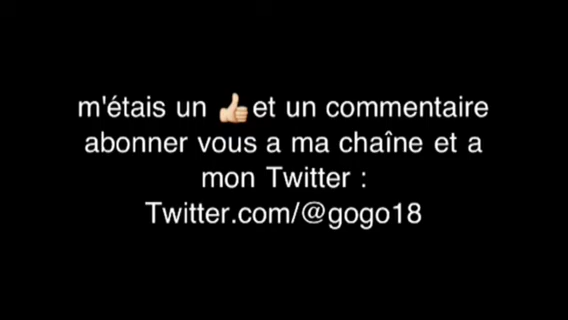 m'étais un 👍🏻et un commentaire
abonner vous a ma chaîne et a
mon Twitter :
Twitter.com/@gogo18